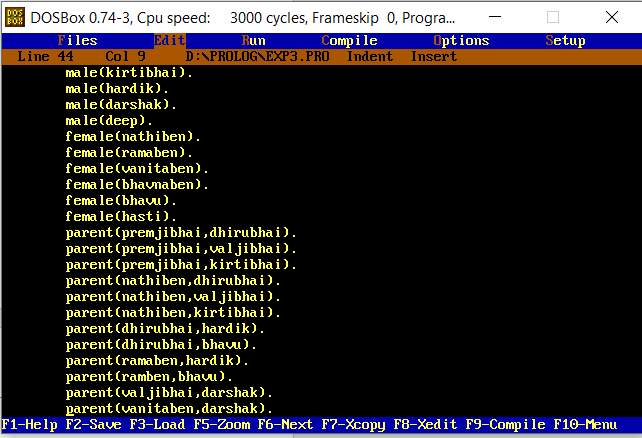 DOS BOX DOSBox 0.74-3, Cpu speed: 3000 cycles, Frameskip 0, Progra...
Files Edit Run Compile Options Setup
Line 44 Col 9 D:\PROLOG\EXP3.PRO Indent Insert
male(kirtibhai).
male(hardik).
male(darshak).
male(deep).
female(nathiben).
female(ramaben).
female(vanitaben).
female(bhavnaben).
female(bhavu).
female(hasti).
parent(premjibhai,dhirubhai).
parent(premjibhai,valjibhai).
parent(premjibhai,kirtibhai).
parent(nathiben,dhirubhai).
parent(nathiben,valjibhai).
parent(nathiben,kirtibhai).
parent(dhirubhai,hardik).
parent(dhirubhai,bhavu).
parent(ramaben,hardik).
parent(ramben,bhavu).
parent(valjibhai,darshak).
parent(vanitaben,darshak).
F1-Help F2-Save F3-Load F5-Zoom F6-Next F7-Xcopy F8-Xedit F9-Compile F10-Menu